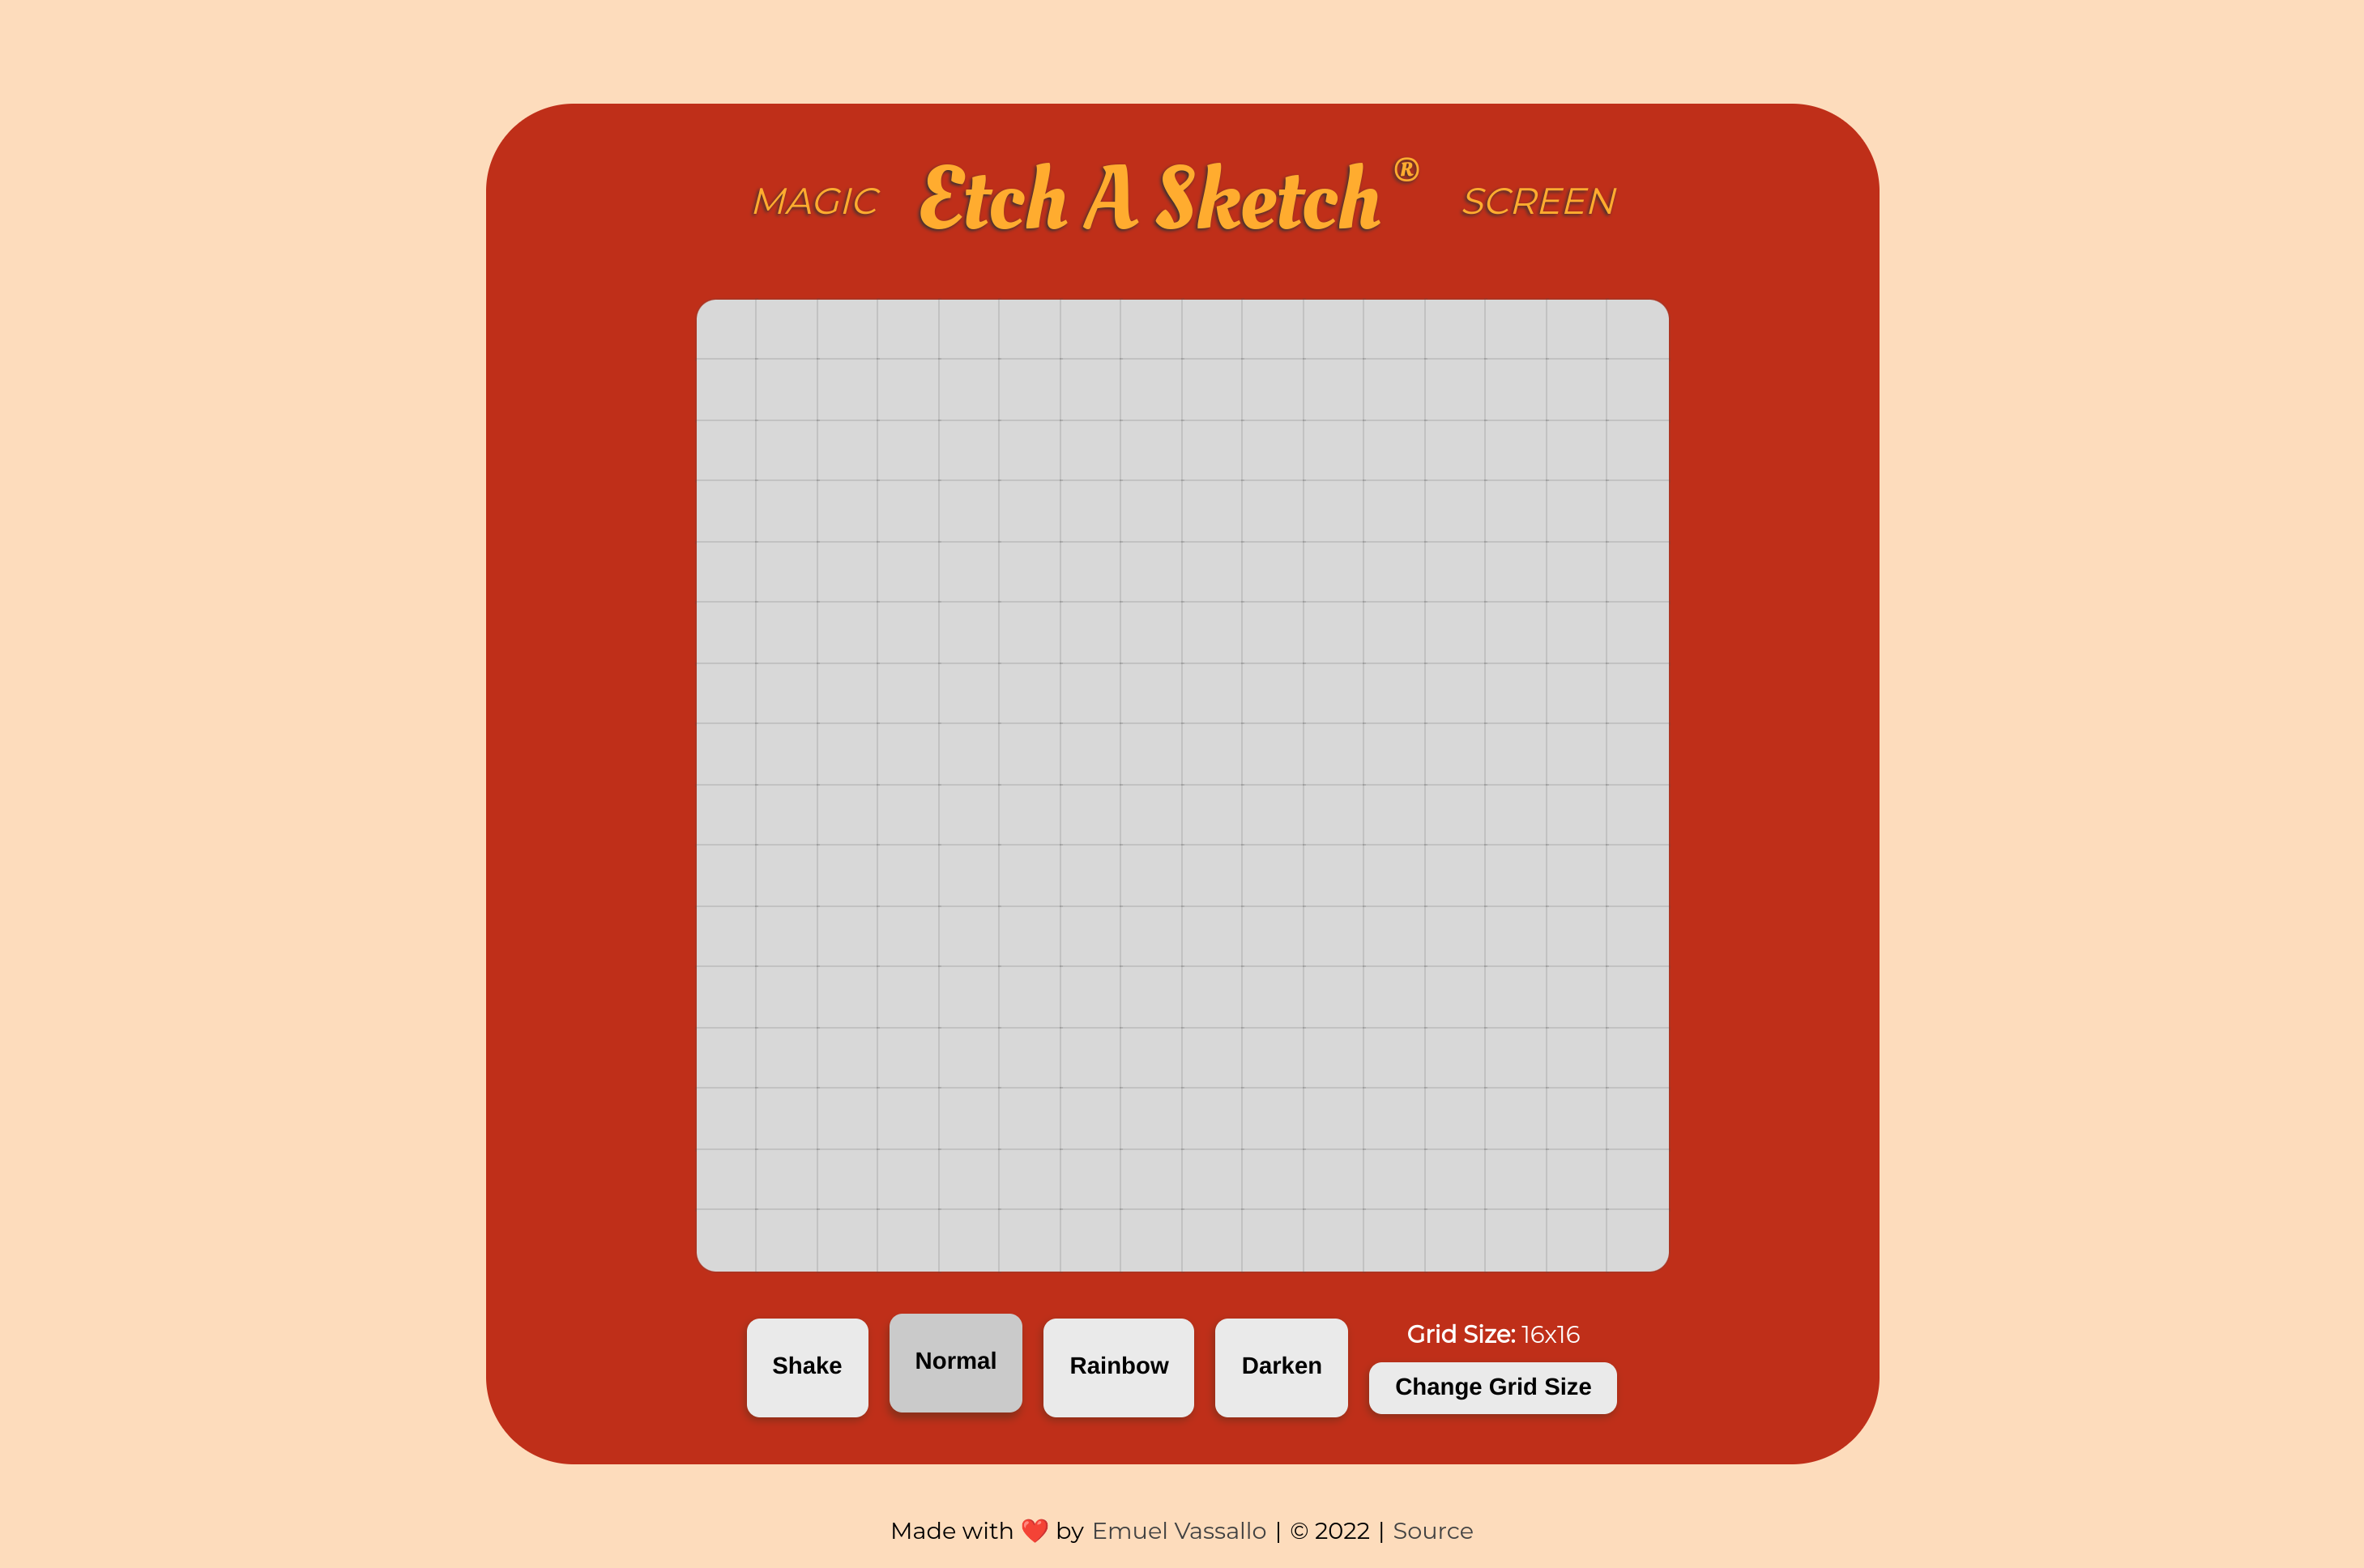 MAGIC Etch A Sketch ® SCREEN
Shake Normal Rainbow Darken
Grid Size: 16x16
Change Grid Size
Made with ❤️ by Emuel Vassallo | © 2022 | Source